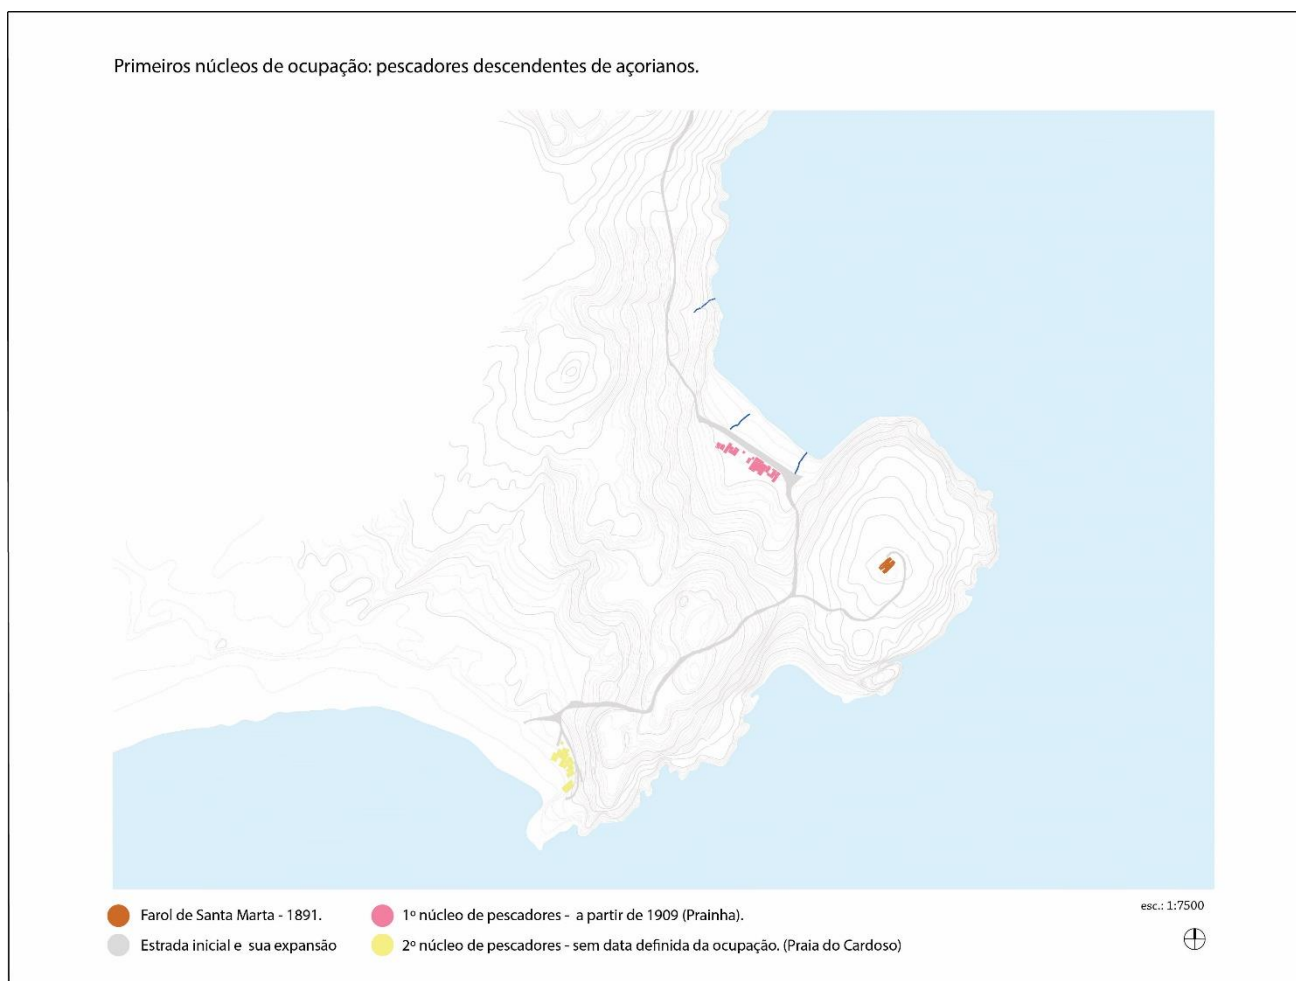 Primeiros núcleos de ocupação: pescadores descendentes de açorianos.
Farol de Santa Marta - 1891.
Estrada inicial e sua expansão
1º núcleo de pescadores - a partir de 1909 (Prainha).
2º núcleo de pescadores - sem data definida da ocupação. (Praia do Cardoso)
esc.: 1:7500